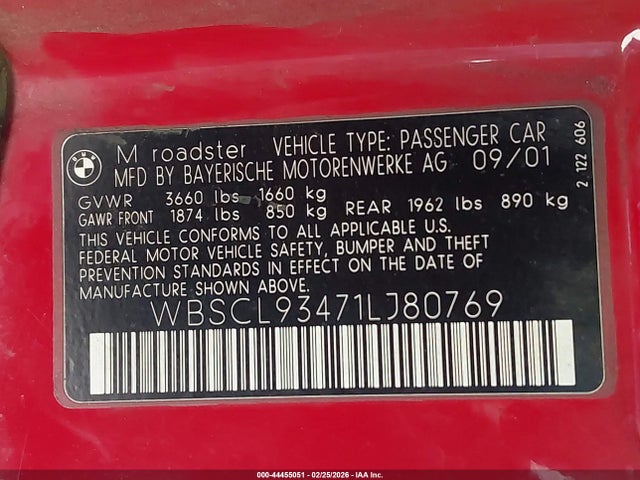 BMW
M roadster VEHICLE TYPE: PASSENGER CAR
MFD BY BAYERISCHE MOTORENWERKE AG 09/01
GVWR 3660 lbs 1660 kg
GAWR FRONT 1874 lbs 850 kg REAR 1962 lbs 890 kg
THIS VEHICLE CONFORMS TO ALL APPLICABLE U.S.
FEDERAL MOTOR VEHICLE SAFETY, BUMPER AND THEFT
PREVENTION STANDARDS IN EFFECT ON THE DATE OF
MANUFACTURE SHOWN ABOVE.
WBSCL93471LJ80769
2 122 606
000-44455051 - 02/25/2026 - IAA Inc.